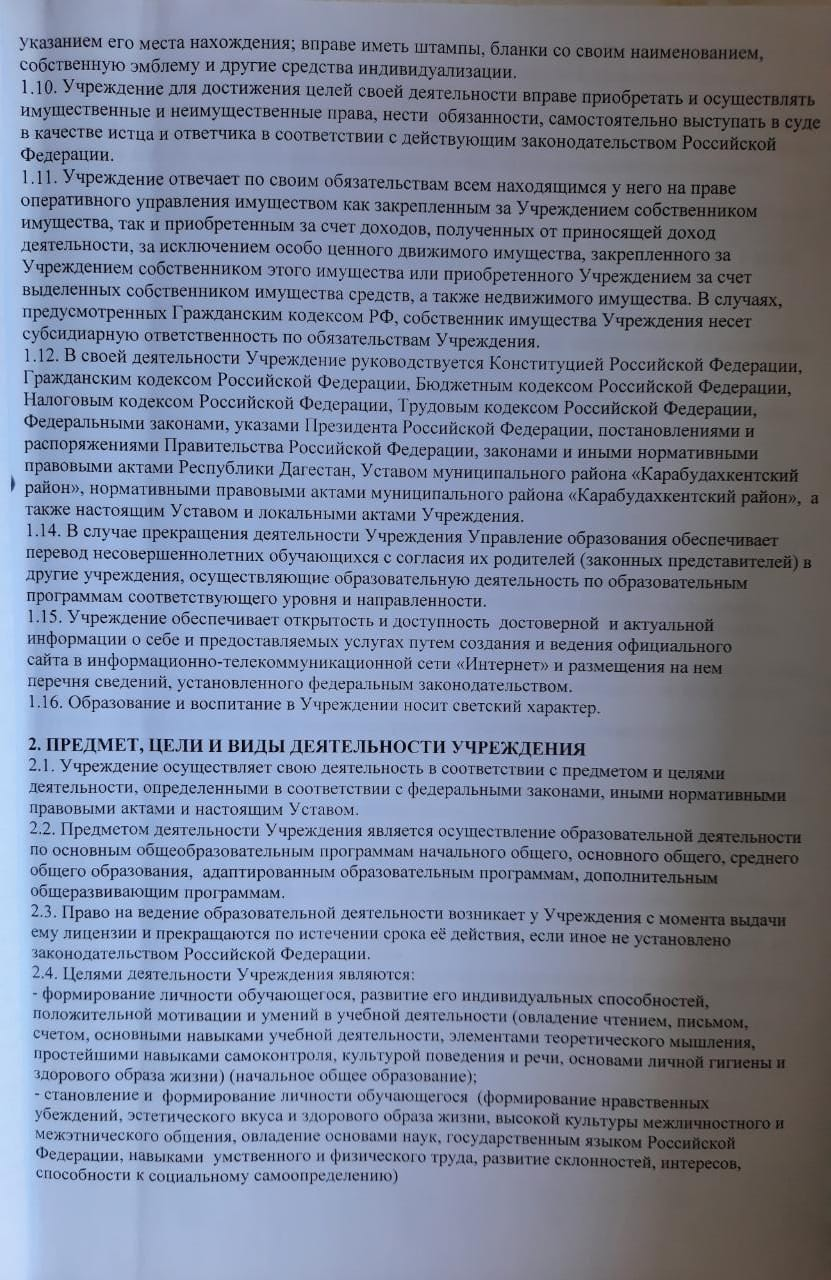 указанием его места нахождения; вправе иметь штампы, бланки со своим наименованием,
собственную эмблему и другие средства индивидуализации.
1.10. Учреждение для достижения целей своей деятельности вправе приобретать и осуществлять
имущественные и неимущественные права, нести обязанности, самостоятельно выступать в суде
в качестве истца и ответчика в соответствии с действующим законодательством Российской
Федерации.
1.11. Учреждение отвечает по своим обязательствам всем находящимся у него на праве
оперативного управления имуществом как закрепленным за Учреждением собственником
имущества, так и приобретенным за счет доходов, полученных от приносящей доход
деятельности, за исключением особо ценного движимого имущества, закрепленного за
Учреждением собственником этого имущества или приобретенного Учреждением за счет
выделенных собственником имущества средств, а также недвижимого имущества. В случаях,
предусмотренных Гражданским кодексом РФ, собственник имущества Учреждения несет
субсидиарную ответственность по обязательствам Учреждения.
1.12. В своей деятельности Учреждение руководствуется Конституцией Российской Федерации,
Гражданским кодексом Российской Федерации, Бюджетным кодексом Российской Федерации,
Налоговым кодексом Российской Федерации, Трудовым кодексом Российской Федерации,
Федеральными законами, указами Президента Российской Федерации, постановлениями и
распоряжениями Правительства Российской Федерации, законами и иными нормативными
правовыми актами Республики Дагестан, Уставом муниципального района «Карабудахкентский
район», нормативными правовыми актами муниципального района «Карабудахкентский район», а
также настоящим Уставом и локальными актами Учреждения.
1.14. В случае прекращения деятельности Учреждения Управление образования обеспечивает
перевод несовершеннолетних обучающихся с согласия их родителей (законных представителей) в
другие учреждения, осуществляющие образовательную деятельность по образовательным
программам соответствующего уровня и направленности.
1.15. Учреждение обеспечивает открытость и доступность достоверной и актуальной
информации о себе и предоставляемых услугах путем создания и ведения официального
сайта в информационно-телекоммуникационной сети «Интернет» и размещения на нем
перечня сведений, установленного федеральным законодательством.
1.16. Образование и воспитание в Учреждении носит светский характер.
2. ПРЕДМЕТ, ЦЕЛИ И ВИДЫ ДЕЯТЕЛЬНОСТИ УЧРЕЖДЕНИЯ
2.1. Учреждение осуществляет свою деятельность в соответствии с предметом и целями
деятельности, определенными в соответствии с федеральными законами, иными нормативными
правовыми актами и настоящим Уставом.
2.2. Предметом деятельности Учреждения является осуществление образовательной деятельности
по основным общеобразовательным программам начального общего, основного общего, среднего
общего образования, адаптированным образовательным программам, дополнительным
общеразвивающим программам.
2.3. Право на ведение образовательной деятельности возникает у Учреждения с момента выдачи
ему лицензии и прекращаются по истечении срока её действия, если иное не установлено
законодательством Российской Федерации.
2.4. Целями деятельности Учреждения являются:
- формирование личности обучающегося, развитие его индивидуальных способностей,
положительной мотивации и умений в учебной деятельности (овладение чтением, письмом,
счетом, основными навыками учебной деятельности, элементами теоретического мышления,
простейшими навыками самоконтроля, культурой поведения и речи, основами личной гигиены и
здорового образа жизни) (начальное общее образование);
- становление и формирование личности обучающегося (формирование нравственных
убеждений, эстетического вкуса и здорового образа жизни, высокой культуры межличностного и
межэтнического общения, овладение основами наук, государственным языком Российской
Федерации, навыками умственного и физического труда, развитие склонностей, интересов,
способности к социальному самоопределению)